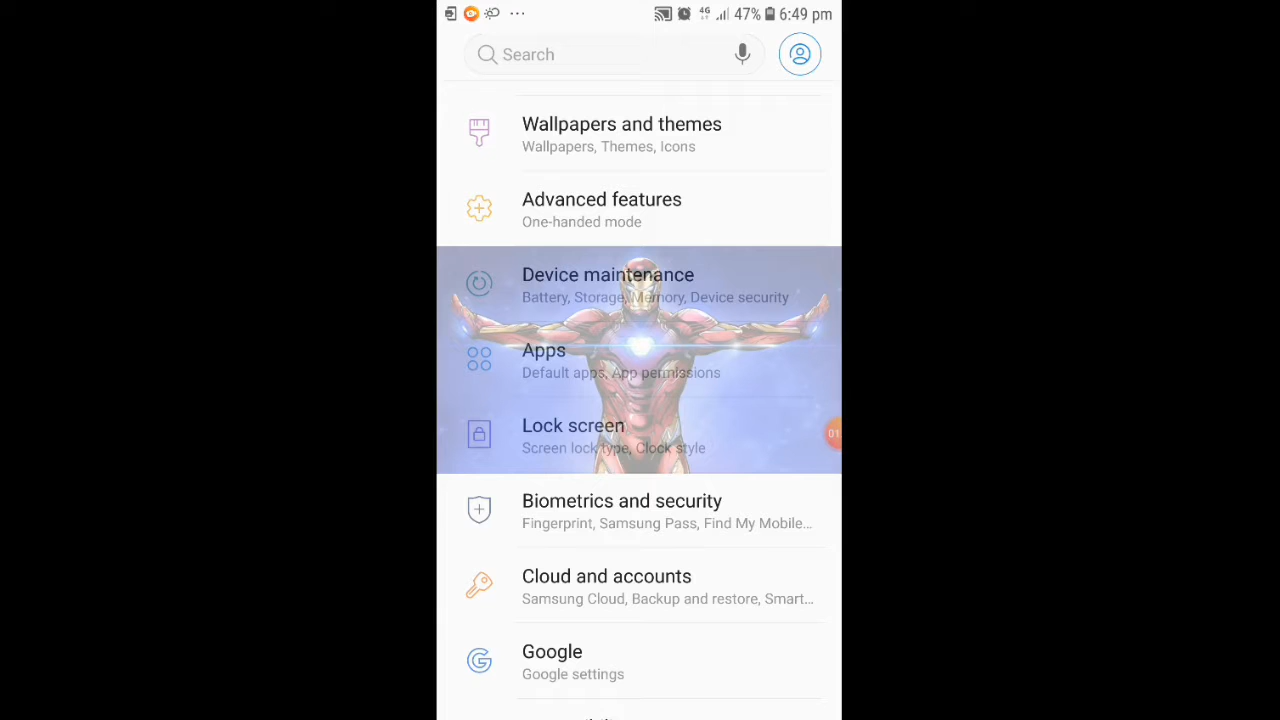 47% 6:49 pm
Search
Wallpapers and themes
Wallpapers, Themes, Icons
Advanced features
One-handed mode
Device maintenance
Battery, Storage, Memory, Device security
Apps
Default apps, App permissions
Lock screen
Screen lock type, Clock style
01
Biometrics and security
Fingerprint, Samsung Pass, Find My Mobile...
Cloud and accounts
Samsung Cloud, Backup and restore, Smart...
Google
Google settings